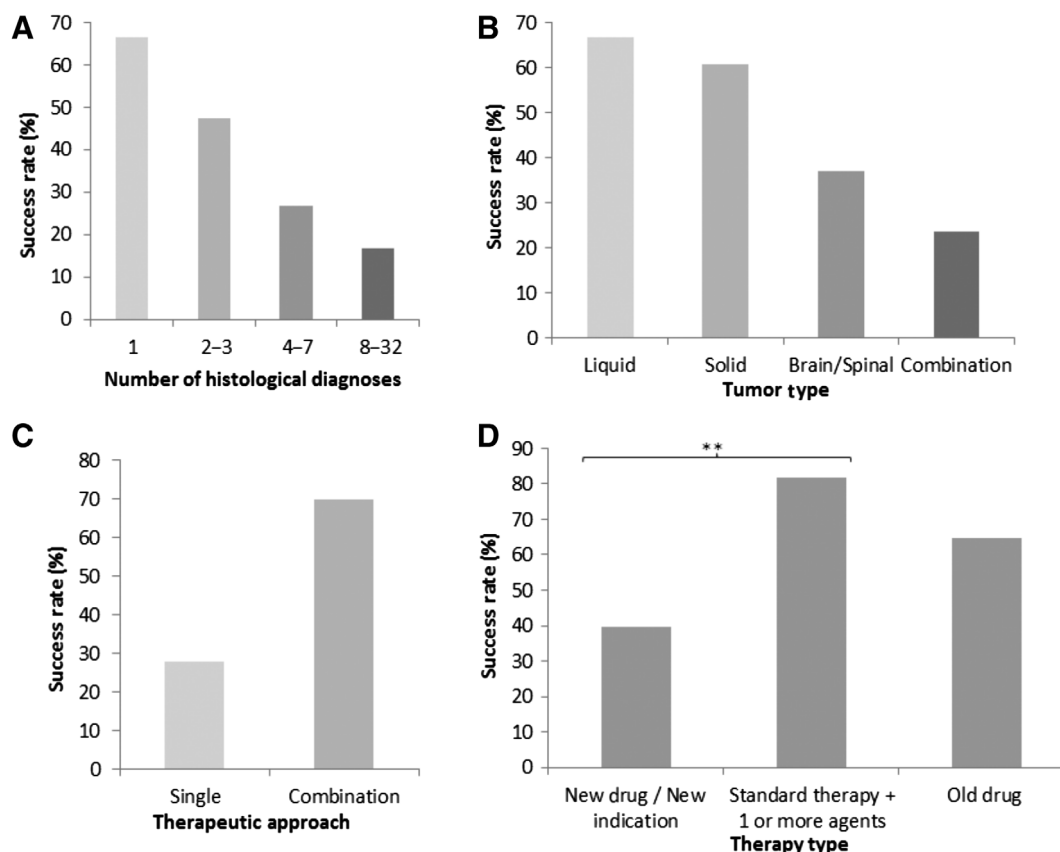 A
70
60
50
40
30
20
10
0
Success rate (%)
1 2–3 4–7 8–32
Number of histological diagnoses
B
70
60
50
40
30
20
10
0
Success rate (%)
Liquid Solid Brain/Spinal Combination
Tumor type
C
80
70
60
50
40
30
20
10
0
Success rate (%)
Single Combination
Therapeutic approach
D
90
80
70
60
50
40
30
20
10
0
Success rate (%)
**
New drug / New Standard therapy + Old drug
indication 1 or more agents
Therapy type